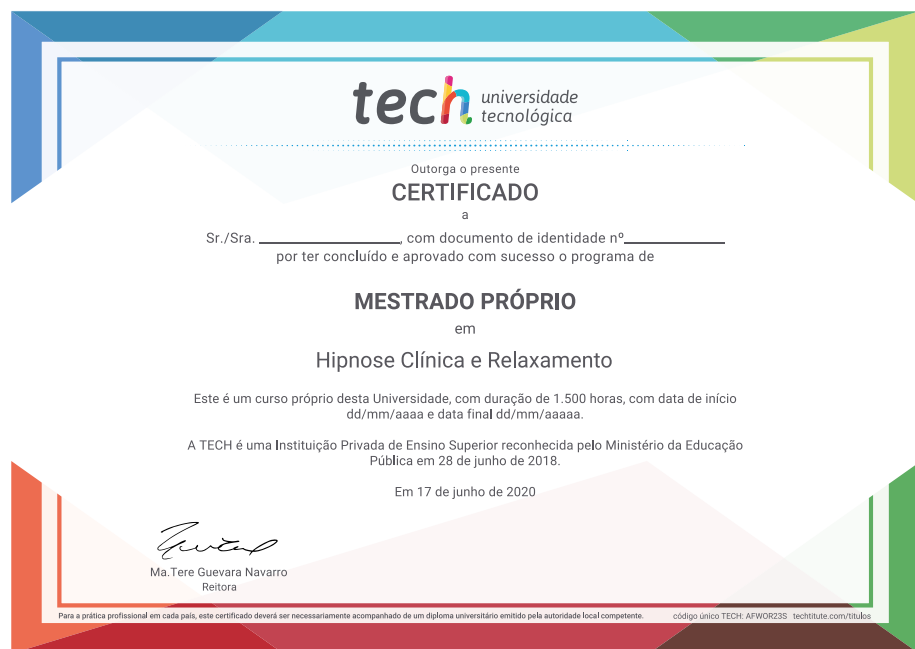 tech universidade
tecnológica
Outorga o presente
CERTIFICADO
a
Sr./Sra. ____________________, com documento de identidade nº______________
por ter concluído e aprovado com sucesso o programa de
MESTRADO PRÓPRIO
em
Hipnose Clínica e Relaxamento
Este é um curso próprio desta Universidade, com duração de 1.500 horas, com data de início
dd/mm/aaaa e data final dd/mm/aaaaa.
A TECH é uma Instituição Privada de Ensino Superior reconhecida pelo Ministério da Educação
Pública em 28 de junho de 2018.
Em 17 de junho de 2020
Ma.Tere Guevara Navarro
Reitora
Para a prática profissional em cada país, este certificado deverá ser necessariamente acompanhado de um diploma universitário emitido pela autoridade local competente. código único TECH: AFWOR23S techtitute.com/titulos